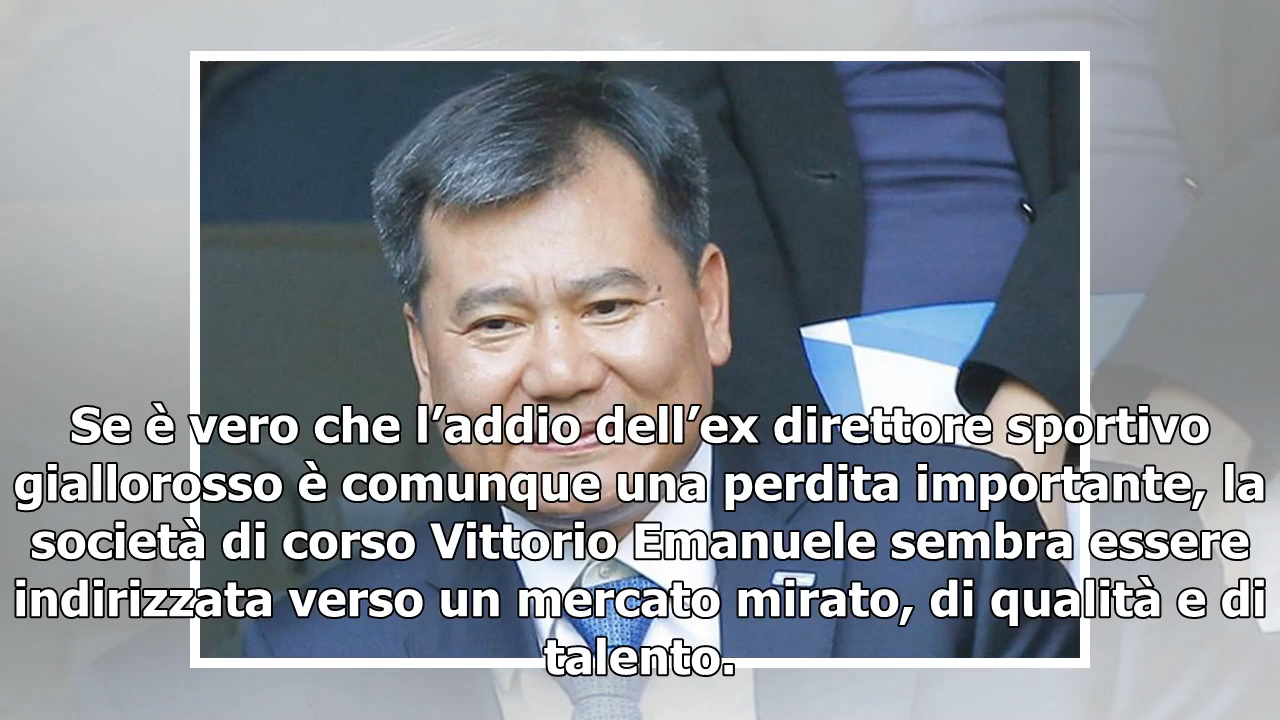 Se è vero che l’addio dell’ex direttore sportivo
giallorosso è comunque una perdita importante, la
società di corso Vittorio Emanuele sembra essere
indirizzata verso un mercato mirato, di qualità e di
talento.